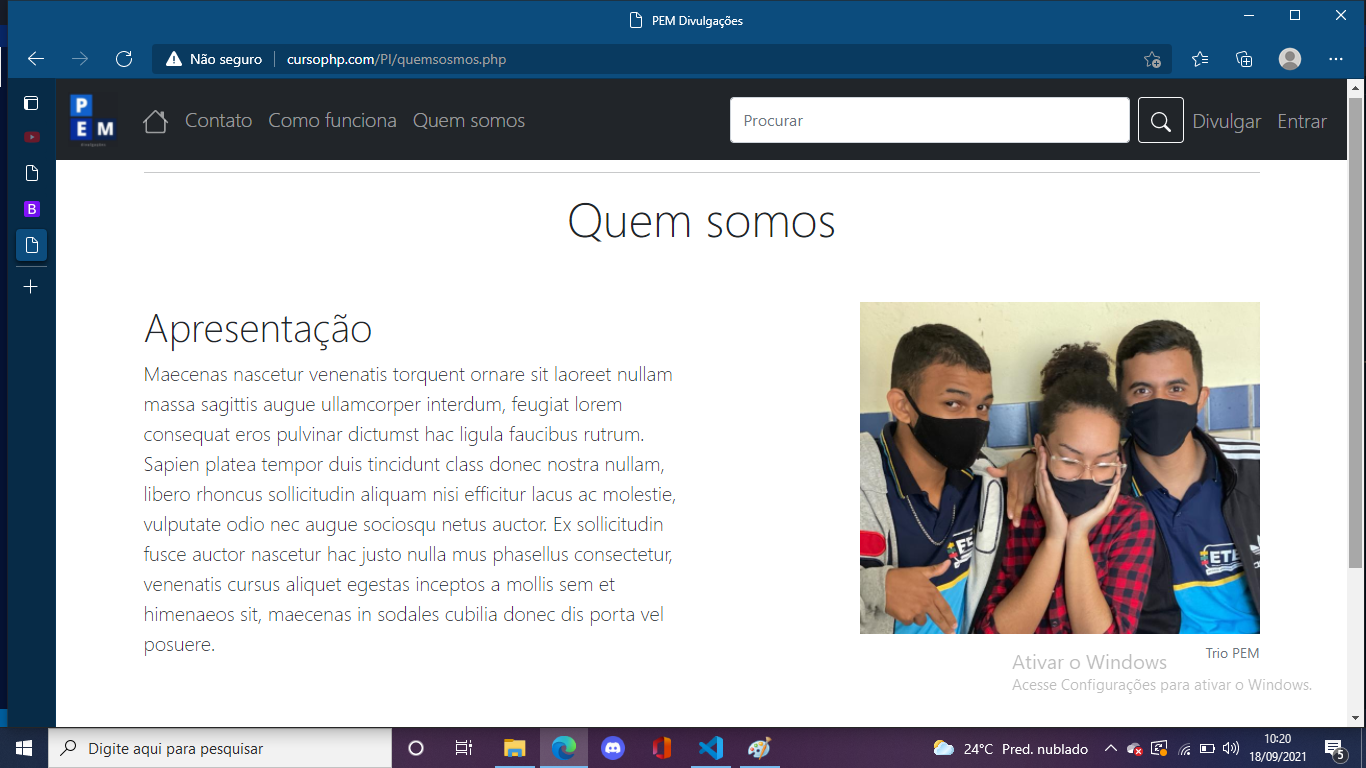 PEM Divulgações
Não seguro
cursophp.com/PI/quemsosmos.php
P
E M
Contato
Como funciona
Quem somos
Procurar
Divulgar
Entrar
B
Quem somos
Apresentação
Maecenas nascetur venenatis torquent ornare sit laoreet nullam
massa sagittis augue ullamcorper interdum, feugiat lorem
consequat eros pulvinar dictumst hac ligula faucibus rutrum.
Sapien platea tempor duis tincidunt class donec nostra nullam,
libero rhoncus sollicitudin aliquam nisi efficitur lacus ac molestie,
vulputate odio nec augue sociosqu netus auctor. Ex sollicitudin
fusce auctor nascetur hac justo nulla mus phasellus consectetur,
venenatis cursus aliquet egestas inceptos a mollis sem et
himenaeos sit, maecenas in sodales cubilia donec dis porta vel
posuere.
ETE
Trio PEM
Ativar o Windows
Acesse Configurações para ativar o Windows.
Digite aqui para pesquisar
24°C Pred. nublado
10:20
18/09/2021
5